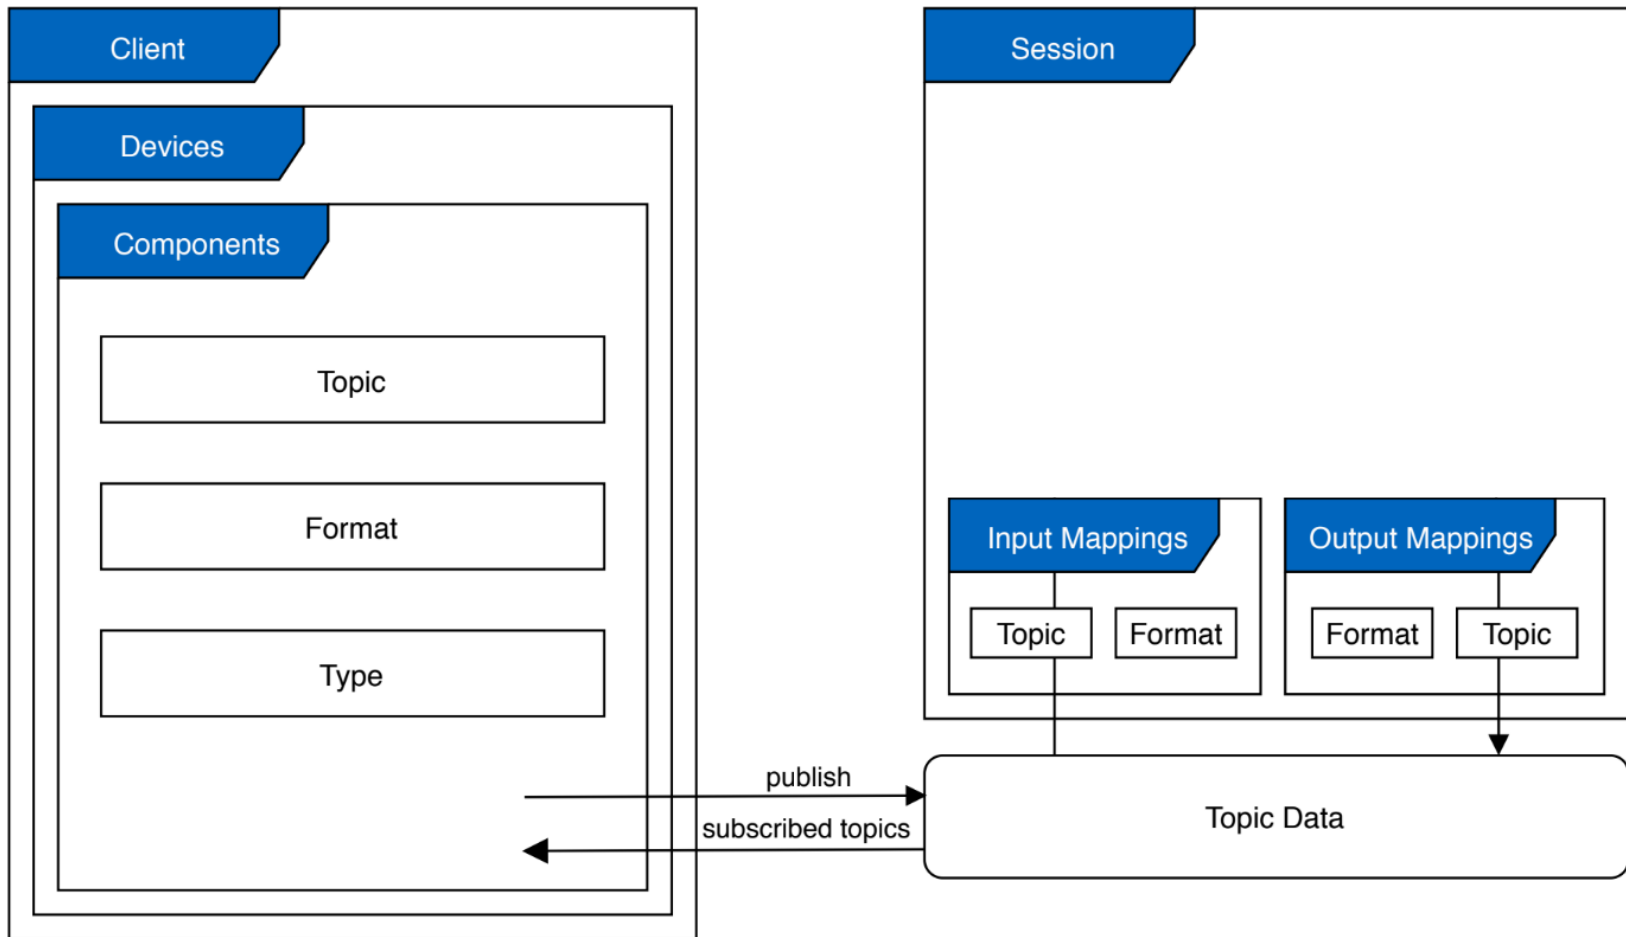 Client
Devices
Components
Topic
Format
Type
publish
subscribed topics
Session
Input Mappings
Topic
Format
Output Mappings
Format
Topic
Topic Data